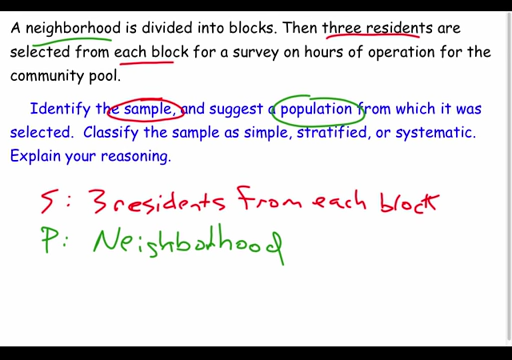 A neighborhood is divided into blocks. Then three residents are
selected from each block for a survey on hours of operation for the
community pool.
Identify the sample, and suggest a population from which it was
selected. Classify the sample as simple, stratified, or systematic.
Explain your reasoning.
S: 3 residents from each block
P: Neighborhood